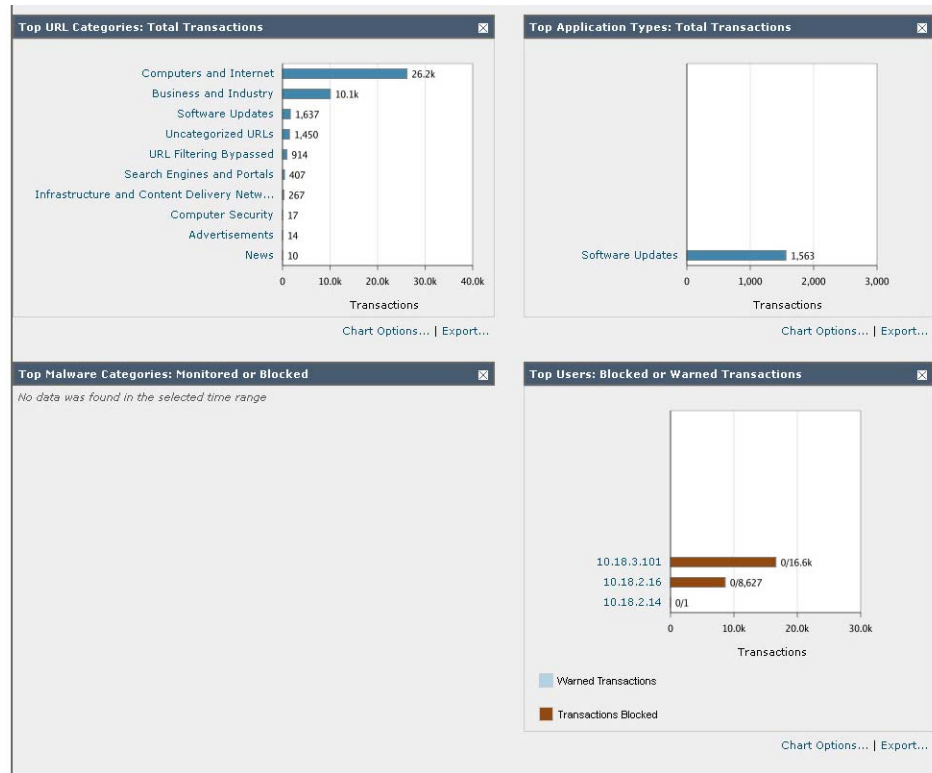 Top URL Categories: Total Transactions
Computers and Internet 26.2k
Business and Industry 10.1k
Software Updates 1,637
Uncategorized URLs 1,450
URL Filtering Bypassed 914
Search Engines and Portals 407
Infrastructure and Content Delivery Netw... 267
Computer Security 17
Advertisements 14
News 10
0 10.0k 20.0k 30.0k 40.0k
Transactions
Chart Options... | Export...
Top Application Types: Total Transactions
Software Updates 1,563
0 1,000 2,000 3,000
Transactions
Chart Options... | Export...
Top Malware Categories: Monitored or Blocked
No data was found in the selected time range
Top Users: Blocked or Warned Transactions
10.18.3.101 0/16.6k
10.18.2.16 0/8,627
10.18.2.14 0/1
0 10.0k 20.0k 30.0k
Transactions
Warned Transactions
Transactions Blocked
Chart Options... | Export...